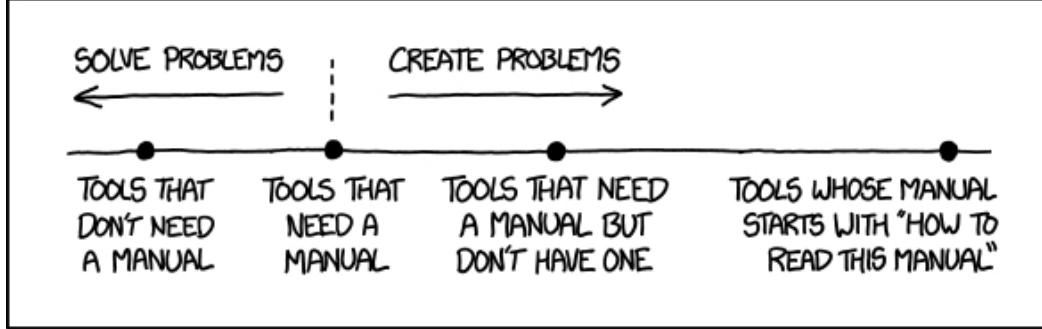 SOLVE PROBLEMS
CREATE PROBLEMS
TOOLS THAT
DON'T NEED
A MANUAL
TOOLS THAT
NEED A
MANUAL
TOOLS THAT NEED
A MANUAL BUT
DON'T HAVE ONE
TOOLS WHOSE MANUAL
STARTS WITH "HOW TO
READ THIS MANUAL"